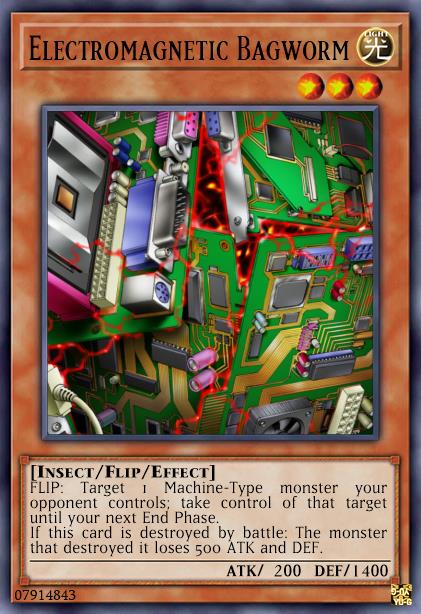 ELECTROMAGNETIC BAGWORM
LIGHT
光
[INSECT/FLIP/EFFECT]
FLIP: Target 1 Machine-Type monster your
opponent controls; take control of that target
until your next End Phase.
If this card is destroyed by battle: The monster
that destroyed it loses 500 ATK and DEF.
ATK/ 200 DEF/1400
07914843